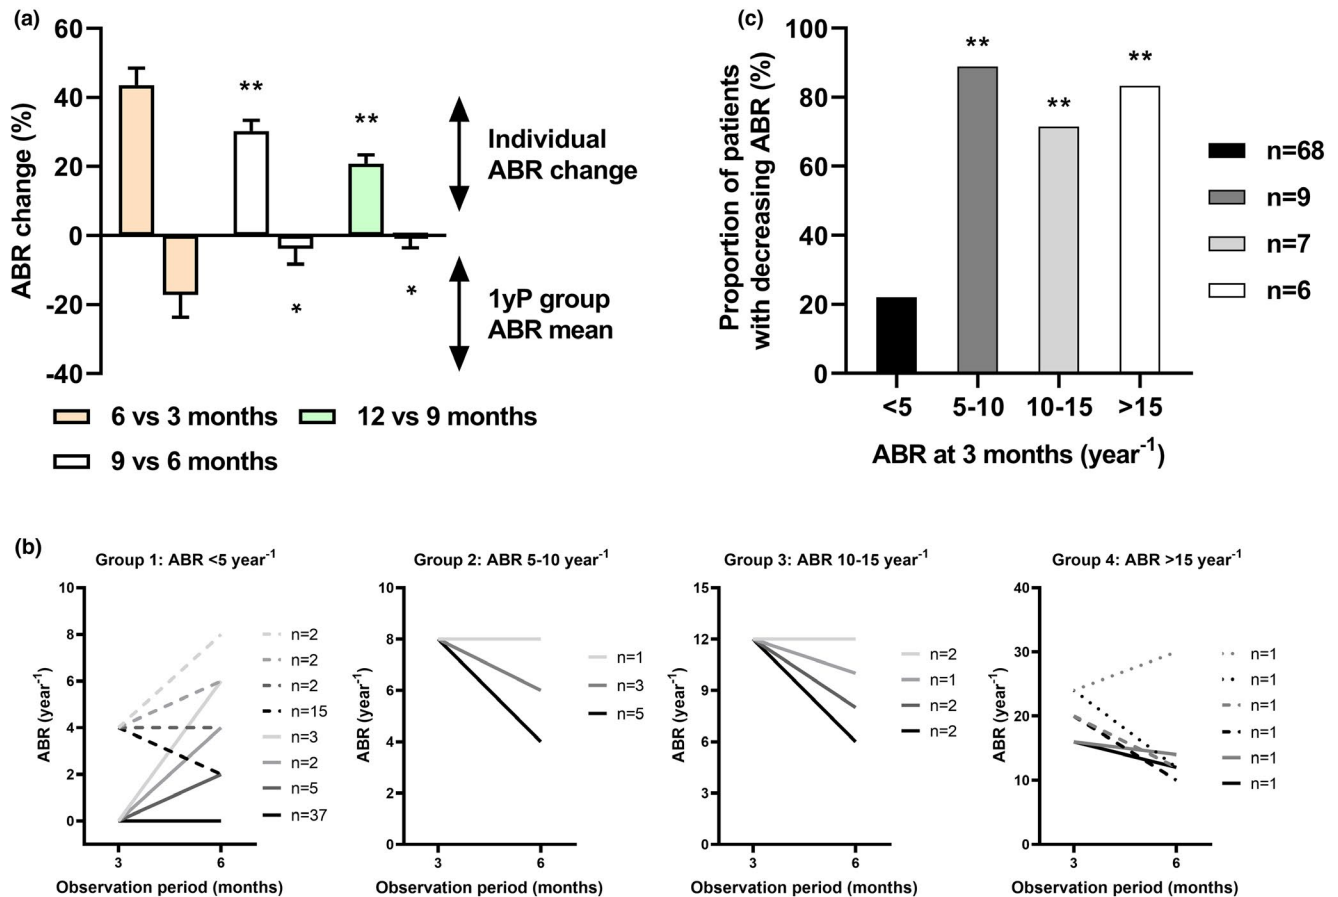 (a)
ABR change (%)
60
40
20
0
-20
-40
**
**
*
*
Individual
ABR change
1yP group
ABR mean
6 vs 3 months
12 vs 9 months
9 vs 6 months
(c)
Proportion of patients
with decreasing ABR (%)
100
80
60
40
20
0
**
**
**
<5
5-10
10-15
>15
ABR at 3 months (year-1)
n=68
n=9
n=7
n=6
(b)
Group 1: ABR <5 year-1
ABR (year-1)
10
8
6
4
2
0
3
6
Observation period (months)
n=2
n=2
n=2
n=15
n=3
n=2
n=5
n=37
Group 2: ABR 5-10 year-1
ABR (year-1)
10
8
6
4
2
0
3
6
Observation period (months)
n=1
n=3
n=5
Group 3: ABR 10-15 year-1
ABR (year-1)
15
12
9
6
3
0
3
6
Observation period (months)
n=2
n=1
n=2
n=2
Group 4: ABR >15 year-1
ABR (year-1)
40
30
20
10
0
3
6
Observation period (months)
n=1
n=1
n=1
n=1
n=1
n=1